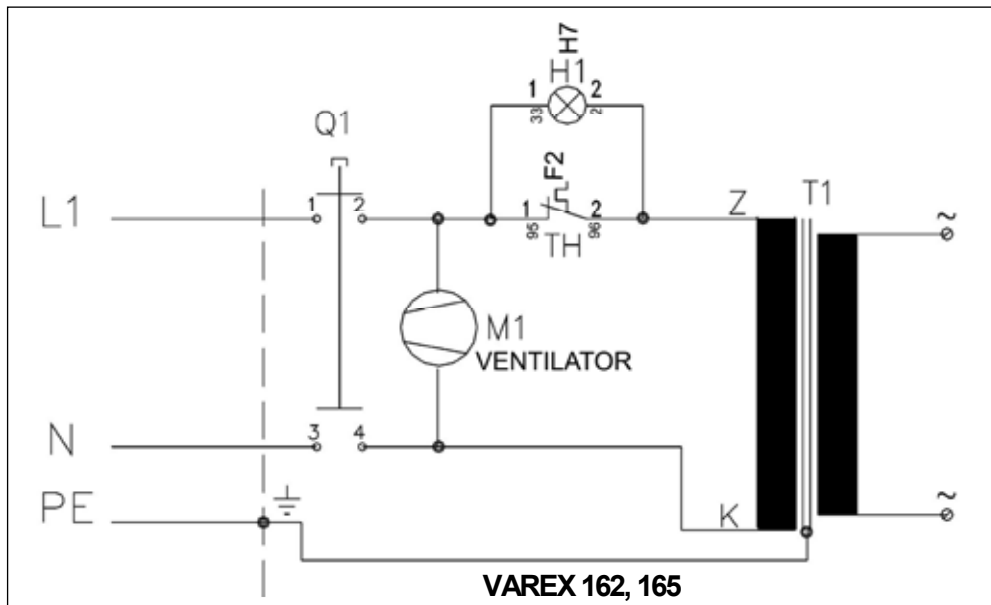 H7
H1
1 2
33 2
Q1
F2
L1
1 2
1 2
95 96
TH
Z
T1
~
M1
VENTILATOR
N
3 4
PE
K
~
VAREX 162, 165